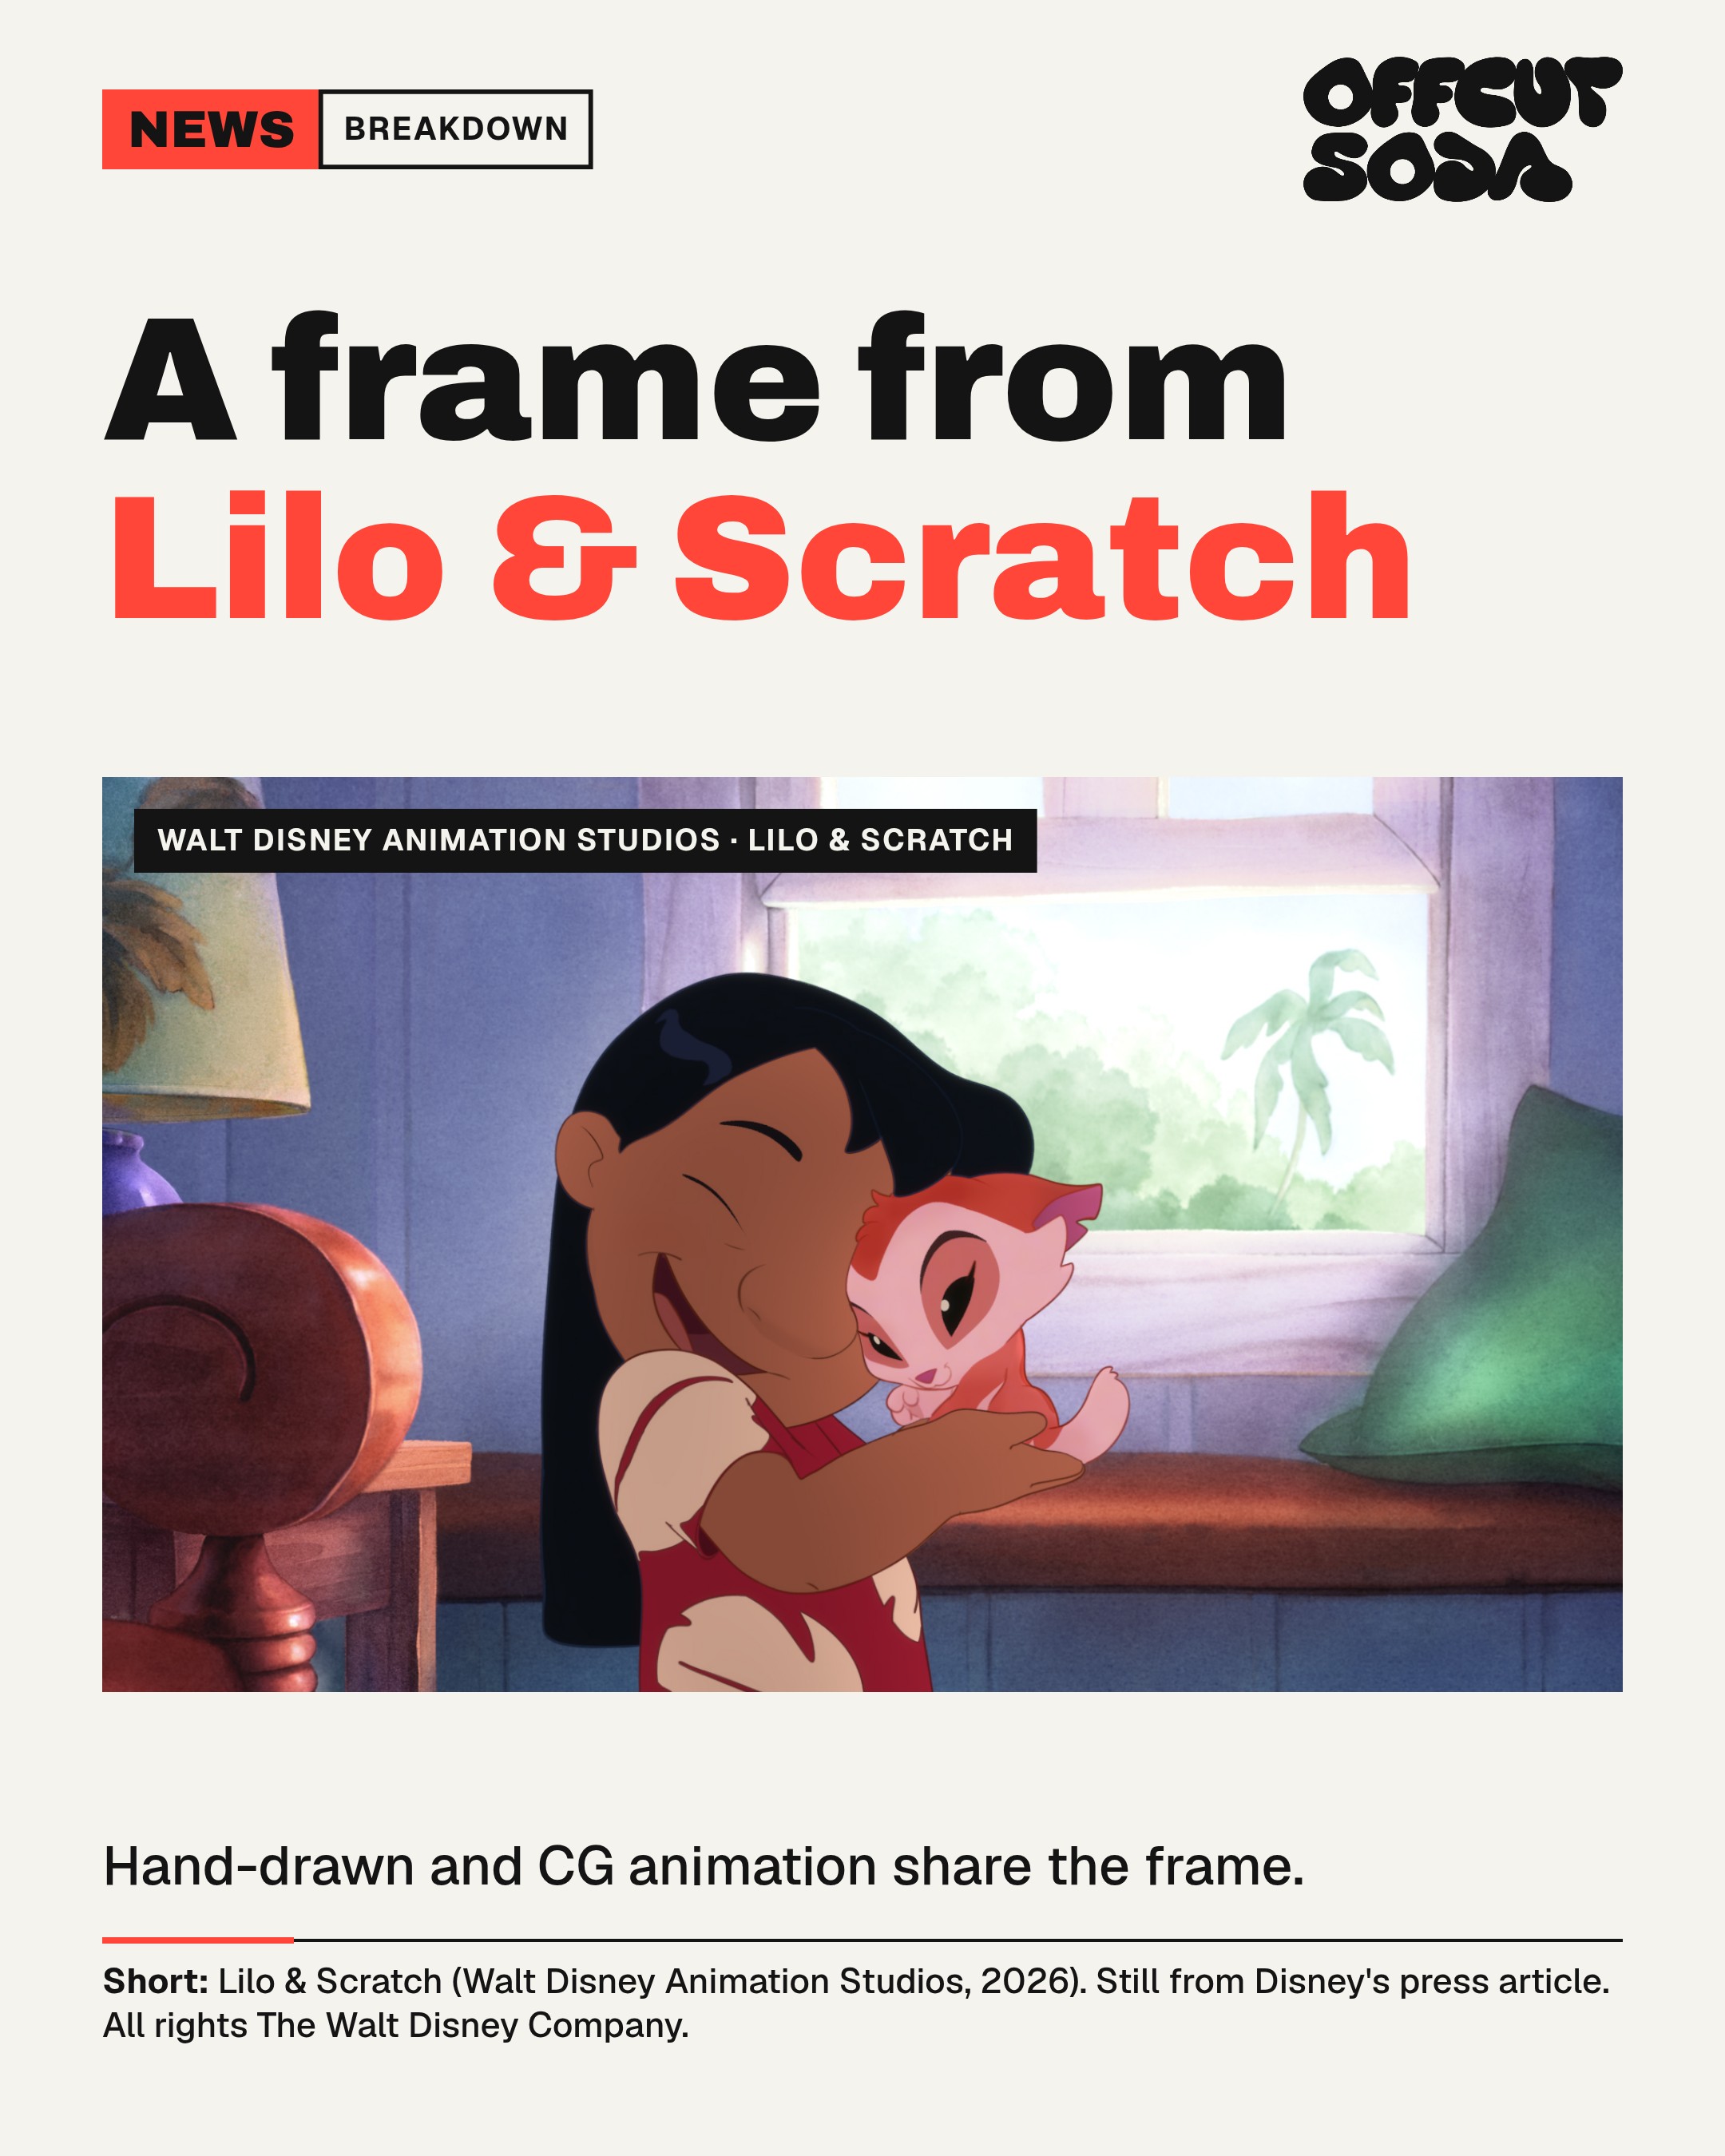 NEWS BREAKDOWN
OFFCUT
SODA
A frame from
Lilo & Scratch
WALT DISNEY ANIMATION STUDIOS · LILO & SCRATCH
Hand-drawn and CG animation share the frame.
Short: Lilo & Scratch (Walt Disney Animation Studios, 2026). Still from Disney's press article.
All rights The Walt Disney Company.